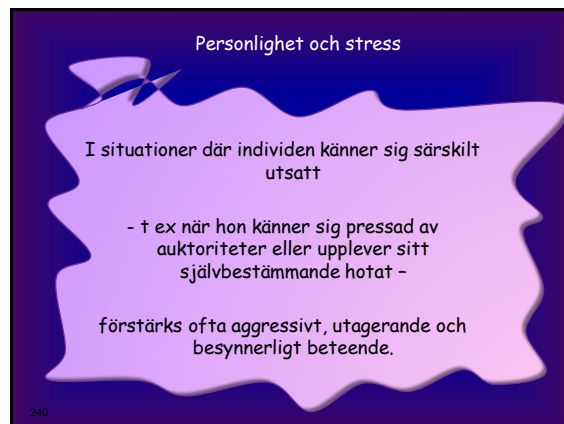 Personlighet och stress
I situationer där individen känner sig särskilt
utsatt
- t ex när hon känner sig pressad av
auktoriteter eller upplever sitt
självbestämmande hotat –
förstärks ofta aggressivt, utagerande och
besynnerligt beteende.
240